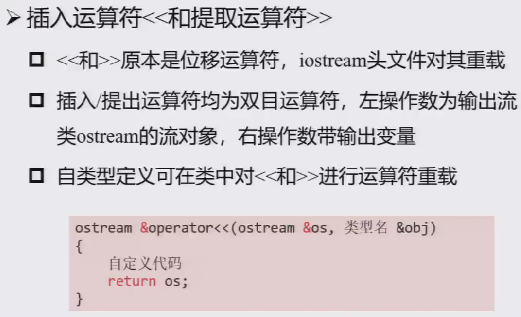 ➢ 插入运算符<<和提取运算符>>
❑ <<和>>原本是位移运算符，iostream头文件对其重载
❑ 插入/提出运算符均为双目运算符，左操作数为输出流
类ostream的流对象，右操作数带输出变量
❑ 自类型定义可在类中对<<和>>进行运算符重载
ostream &operator<<(ostream &os, 类型名 &obj)
{
    自定义代码
    return os;
}